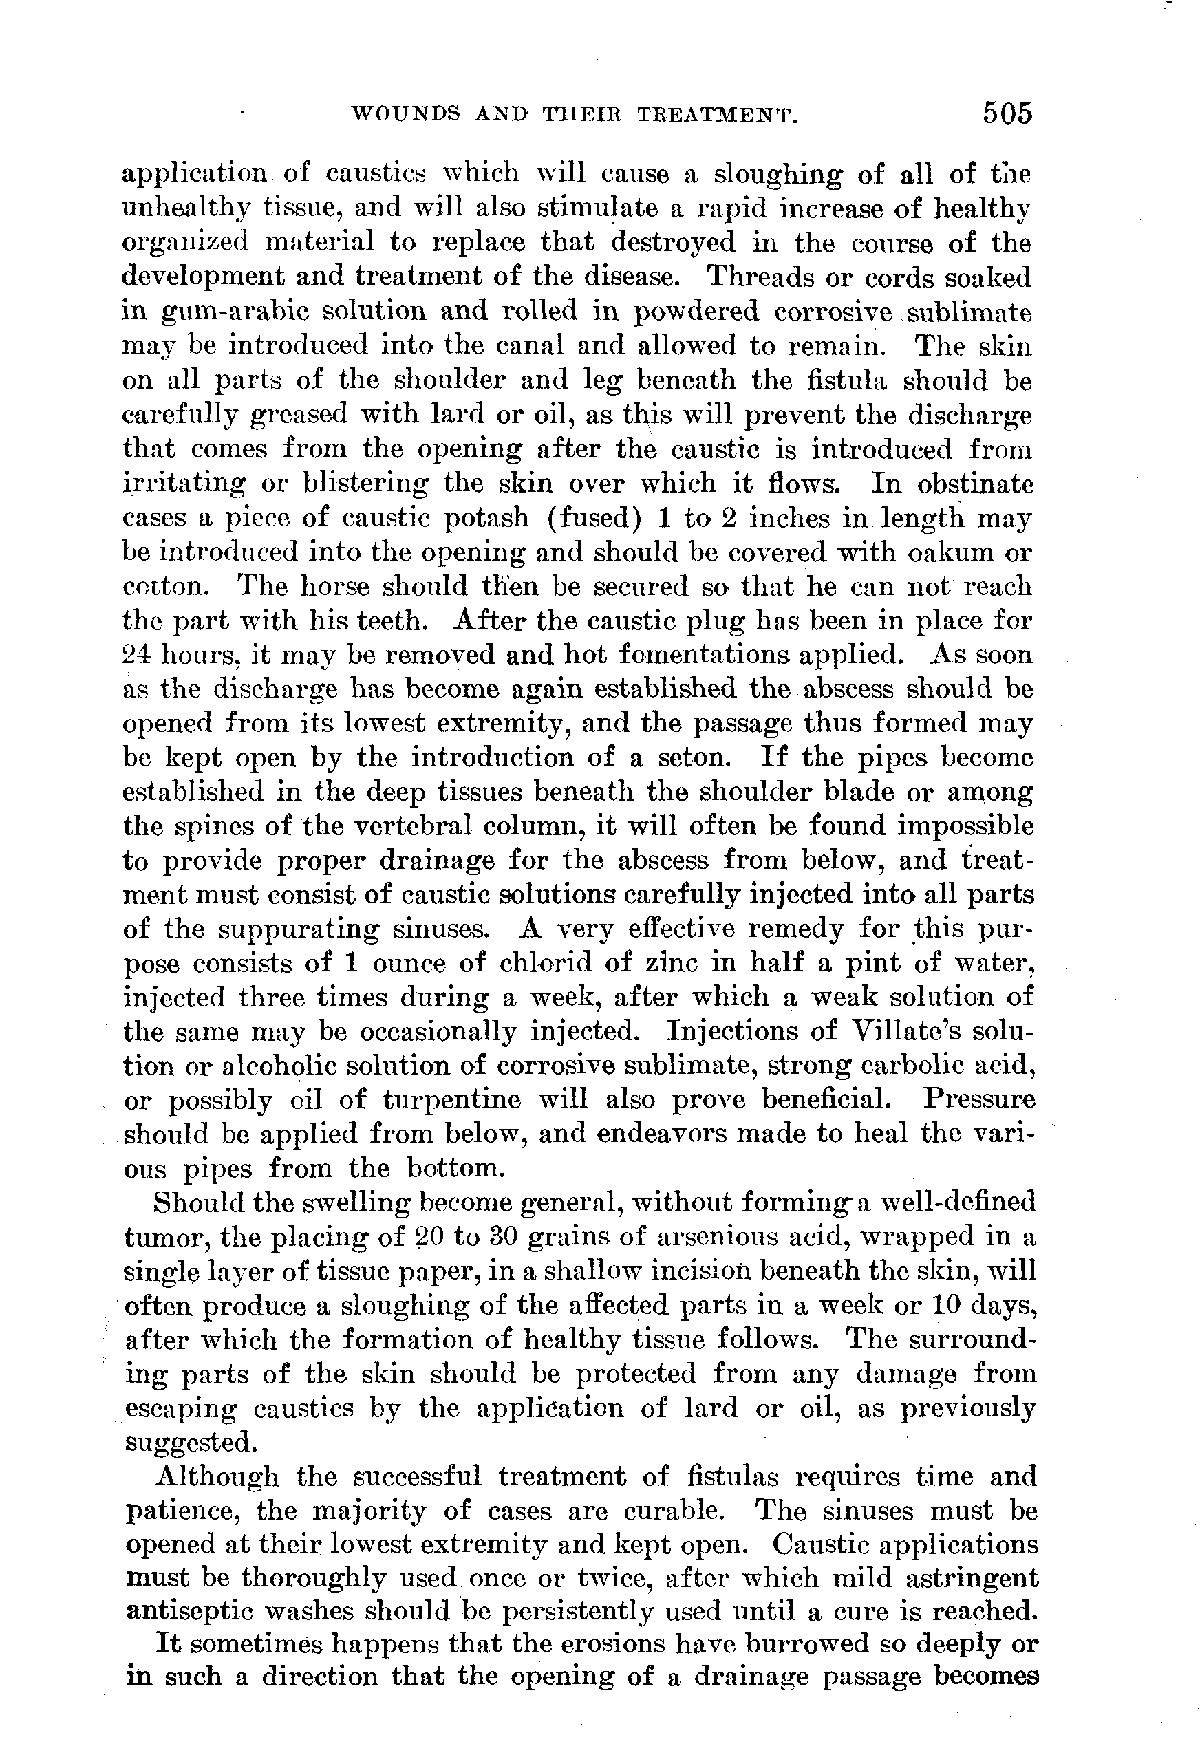 WOUNDS AND THEIR TREATMENT. 505
application of caustics which will cause a sloughing of all of the
unhealthy tissue, and will also stimulate a rapid increase of healthy
organized material to replace that destroyed in the course of the
development and treatment of the disease. Threads or cords soaked
in gum-arabic solution and rolled in powdered corrosive sublimate
may be introduced into the canal and allowed to remain. The skin
on all parts of the shoulder and leg beneath the fistula should be
carefully greased with lard or oil, as this will prevent the discharge
that comes from the opening after the caustic is introduced from
irritating or blistering the skin over which it flows. In obstinate
cases a piece of caustic potash (fused) 1 to 2 inches in length may
be introduced into the opening and should be covered with oakum or
cotton. The horse should then be secured so that he can not reach
the part with his teeth. After the caustic plug has been in place for
24 hours, it may be removed and hot fomentations applied. As soon
as the discharge has become again established the abscess should be
opened from its lowest extremity, and the passage thus formed may
be kept open by the introduction of a seton. If the pipes become
established in the deep tissues beneath the shoulder blade or among
the spines of the vertebral column, it will often be found impossible
to provide proper drainage for the abscess from below, and treat-
ment must consist of caustic solutions carefully injected into all parts
of the suppurating sinuses. A very effective remedy for this pur-
pose consists of 1 ounce of chlorid of zinc in half a pint of water,
injected three times during a week, after which a weak solution of
the same may be occasionally injected. Injections of Villate's solu-
tion or alcoholic solution of corrosive sublimate, strong carbolic acid,
or possibly oil of turpentine will also prove beneficial. Pressure
should be applied from below, and endeavors made to heal the vari-
ous pipes from the bottom.
Should the swelling become general, without forming a well-defined
tumor, the placing of 20 to 30 grains of arsenious acid, wrapped in a
single layer of tissue paper, in a shallow incision beneath the skin, will
often produce a sloughing of the affected parts in a week or 10 days,
after which the formation of healthy tissue follows. The surround-
ing parts of the skin should be protected from any damage from
escaping caustics by the application of lard or oil, as previously
suggested.
Although the successful treatment of fistulas requires time and
patience, the majority of cases are curable. The sinuses must be
opened at their lowest extremity and kept open. Caustic applications
must be thoroughly used once or twice, after which mild astringent
antiseptic washes should be persistently used until a cure is reached.
It sometimes happens that the erosions have burrowed so deeply or
in such a direction that the opening of a drainage passage becomes